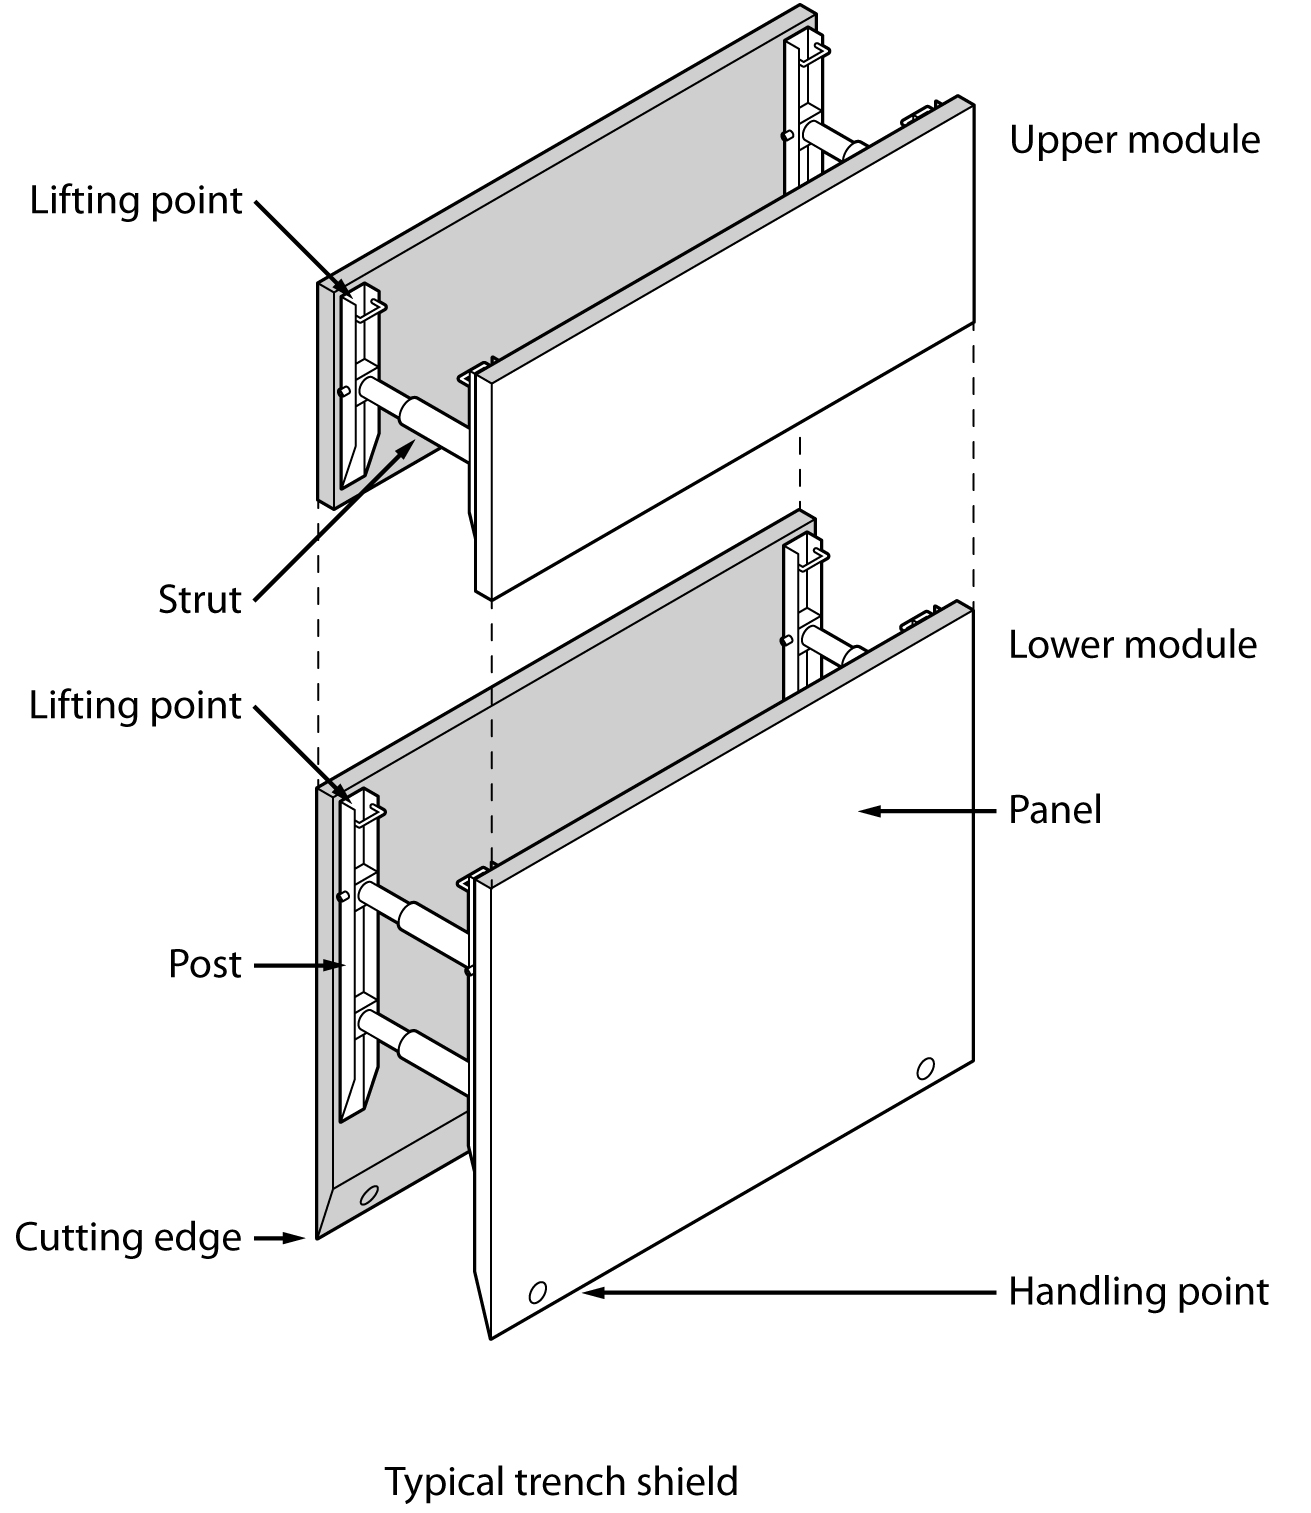 Upper module
Lifting point
Strut
Lower module
Lifting point
Panel
Post
Cutting edge
Handling point
Typical trench shield